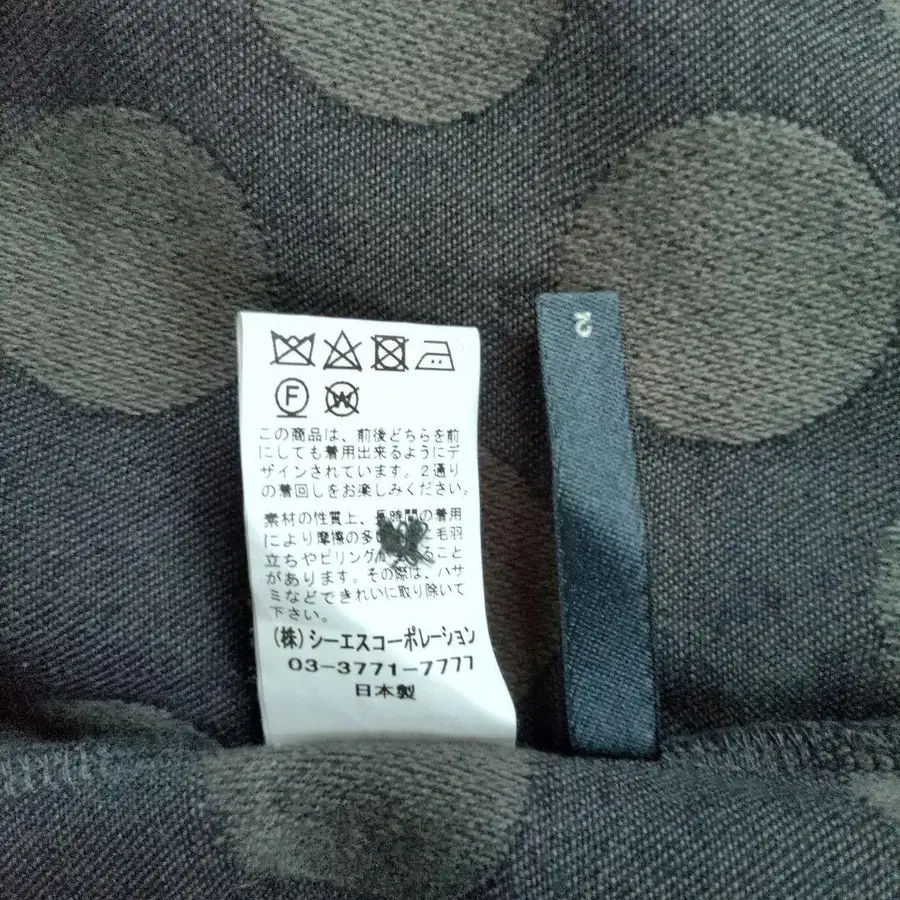 F
W
この商品は、前後どちらを前
にしても着用出来るようにデ
ザインされています。2通り
の着回しをお楽しみください。
素材の性質上、長時間の着用
により摩擦の多い 毛羽
立ちやピリングが ること
があります。その際は、ハサ
ミなどできれいに取り除いて
下さい。
(株)シーエスコーポレーション
03-3771-7777
日本製
2